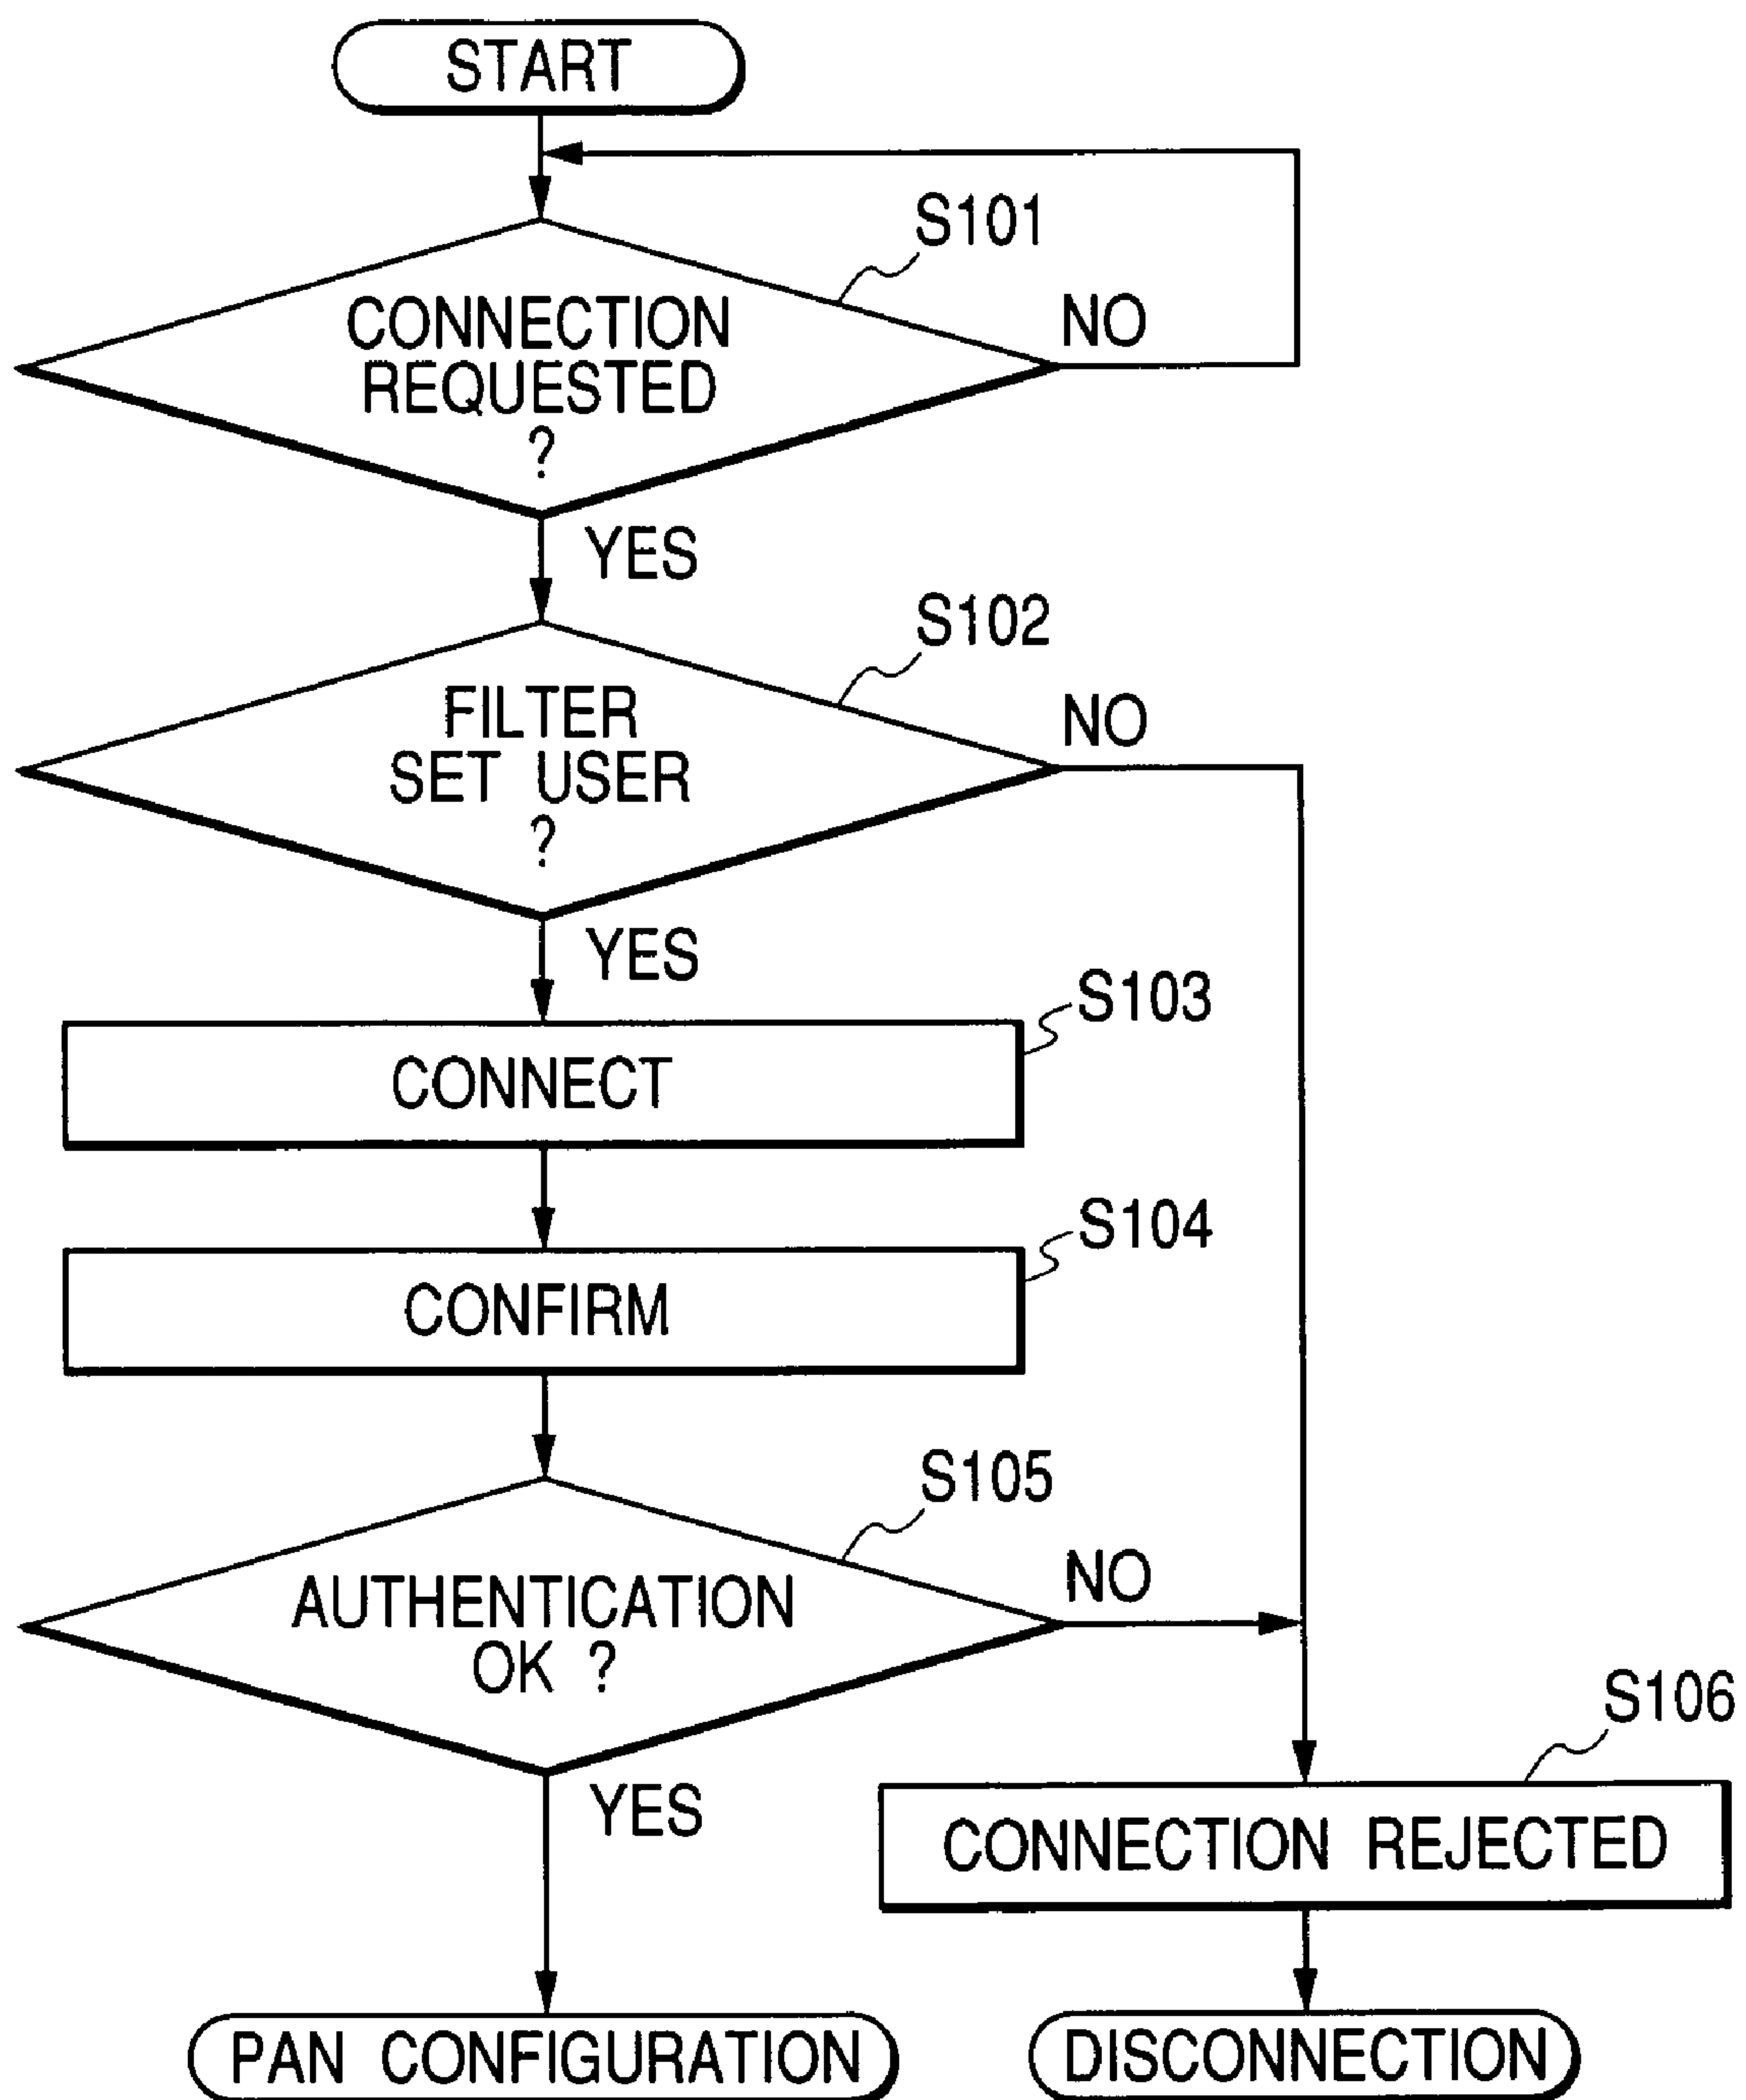 START
S101
CONNECTION
REQUESTED
?
NO
YES
S102
FILTER
SET USER
?
NO
YES
S103
CONNECT
S104
CONFIRM
S105
AUTHENTICATION
OK ?
NO
YES
S106
CONNECTION REJECTED
PAN CONFIGURATION
DISCONNECTION